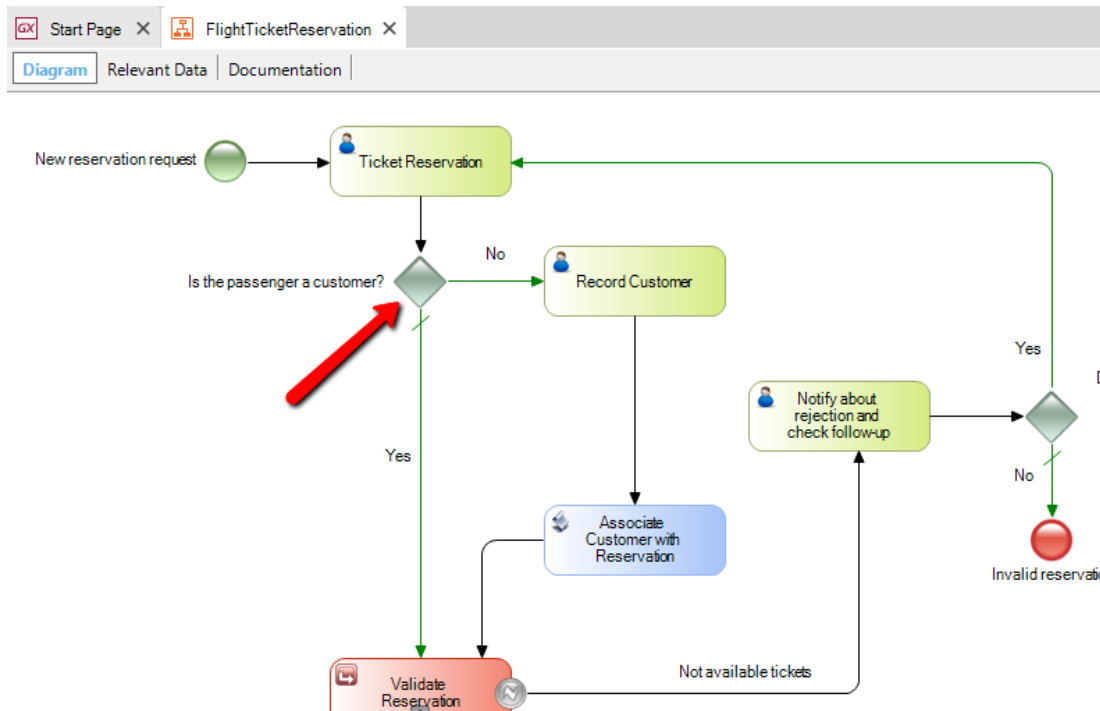 GX Start Page
FlightTicketReservation
Diagram Relevant Data Documentation
New reservation request
Ticket Reservation
Is the passenger a customer?
No
Record Customer
Yes
Yes
Notify about
rejection and
check follow-up
No
Associate
Customer with
Reservation
Invalid
Not available tickets
Validate
Reservation